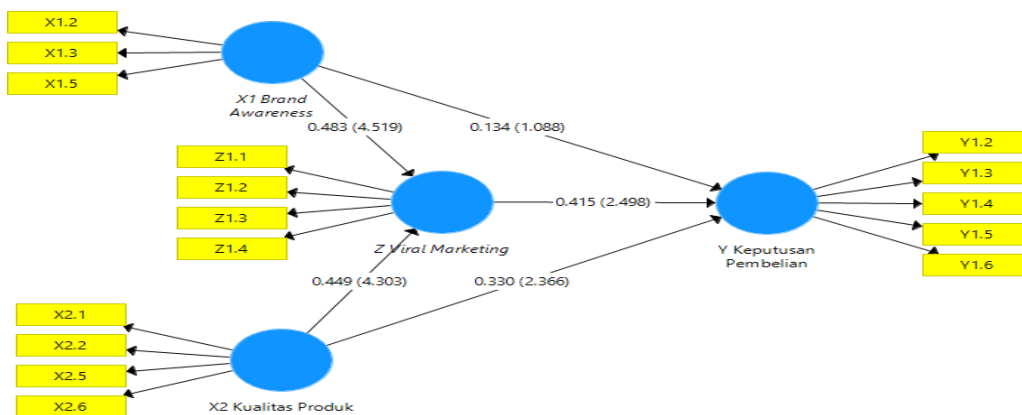 X1.2
X1.3
X1.5
X1 Brand
Awareness
0.483 (4.519)
0.134 (1.088)
Z1.1
Z1.2
Z1.3
Z1.4
Z Viral Marketing
0.415 (2.498)
Y1.2
Y1.3
Y1.4
Y1.5
Y1.6
Y Keputusan
Pembelian
0.449 (4.303)
0.330 (2.366)
X2.1
X2.2
X2.5
X2.6
X2 Kualitas Produk